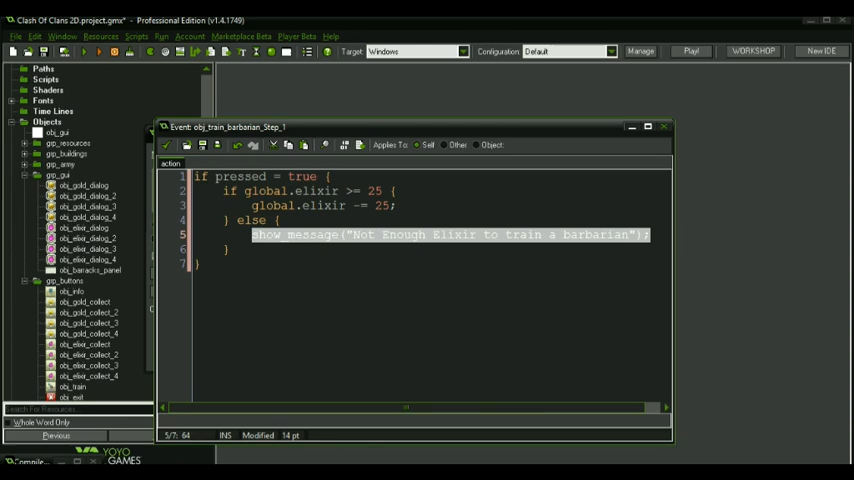 Clash Of Clans 2D.project.gmx* - Professional Edition (v1.4.1749)
File Edit Window Resources Scripts Run Account Marketplace Beta Player Beta Help
Target: Windows Configuration: Default Manage Play! WORKSHOP New IDE
Paths
Scripts
Shaders
Fonts
Time Lines
Objects
obj_gui
grp_resources
grp_buildings
grp_army
grp_gui
obj_gold_dialog
obj_gold_dialog_2
obj_gold_dialog_3
obj_gold_dialog_4
obj_elixir_dialog
obj_elixir_dialog_2
obj_elixir_dialog_3
obj_elixir_dialog_4
obj_barracks_panel
grp_buttons
obj_info
obj_gold_collect
obj_gold_collect_2
obj_gold_collect_3
obj_gold_collect_4
obj_elixir_collect
obj_elixir_collect_2
obj_elixir_collect_3
obj_elixir_collect_4
obj_train
obj_exit
Search For Resources...
Whole Word Only
Previous
YOYO
GAMES
Compile...
Event: obj_train_barbarian_Step_1
Applies To: Self Other Object:
action
1 if pressed = true {
2 if global.elixir >= 25 {
3 global.elixir -= 25;
4 } else {
5 show_message("Not Enough Elixir to train a barbarian");
6 }
7 }
5/7: 64 INS Modified 14 pt